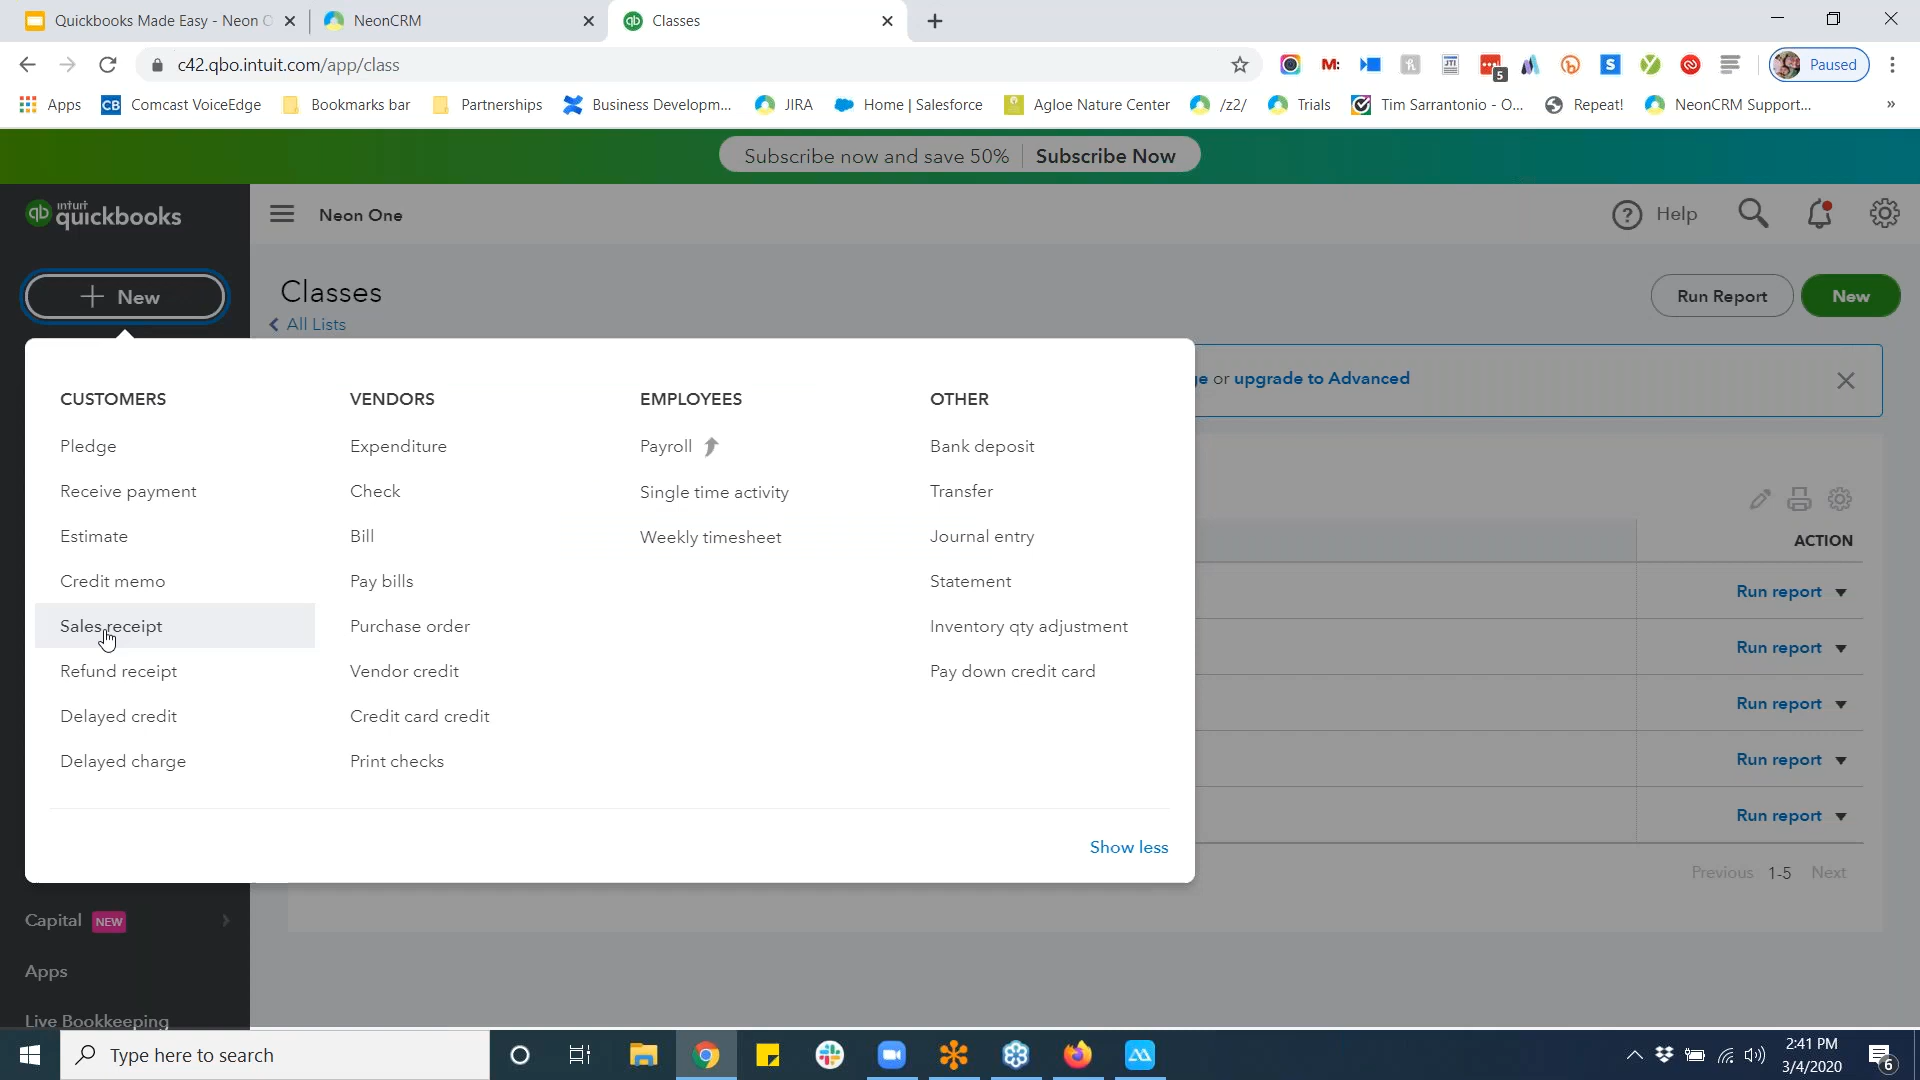 Quickbooks Made Easy - Neon
NeonCRM
Classes
c42.qbo.intuit.com/app/class
M:
JTI
5
S
Paused
Apps
CB Comcast VoiceEdge
Bookmarks bar
Partnerships
Business Developm...
JIRA
Home | Salesforce
Agloe Nature Center
/z2/
Trials
Tim Sarrantonio - O...
Repeat!
NeonCRM Support...
»
Subscribe now and save 50%
Subscribe Now
qb intuit quickbooks
Neon One
Help
+ New
Classes
All Lists
Run Report
New
or upgrade to Advanced
CUSTOMERS
Pledge
Receive payment
Estimate
Credit memo
Sales receipt
Refund receipt
Delayed credit
Delayed charge
VENDORS
Expenditure
Check
Bill
Pay bills
Purchase order
Vendor credit
Credit card credit
Print checks
EMPLOYEES
Payroll
Single time activity
Weekly timesheet
OTHER
Bank deposit
Transfer
Journal entry
Statement
Inventory qty adjustment
Pay down credit card
Show less
ACTION
Run report
Run report
Run report
Run report
Run report
Previous 1-5 Next
Capital NEW
Apps
Live Bookkeeping
Type here to search
2:41 PM
3/4/2020
6